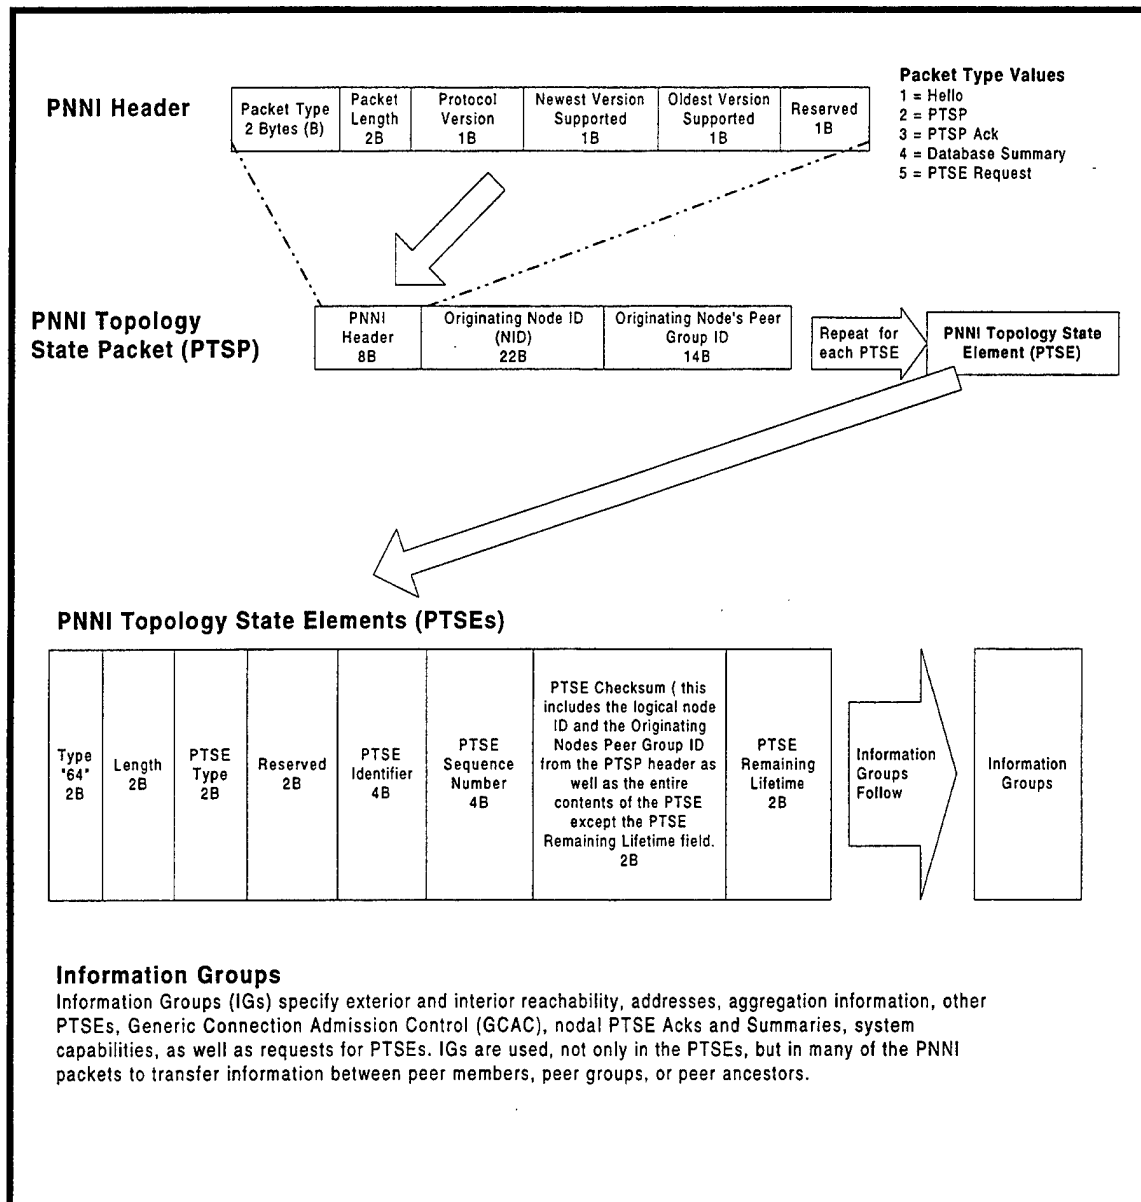 PNNI Header
Packet Type
2 Bytes (B)
Packet
Length
2B
Protocol
Version
1B
Newest Version
Supported
1B
Oldest Version
Supported
1B
Reserved
1B
Packet Type Values
1 = Hello
2 = PTSP
3 = PTSP Ack
4 = Database Summary
5 = PTSE Request
PNNI Topology
State Packet (PTSP)
PNNI
Header
8B
Originating Node ID
(NID)
22B
Originating Node's Peer
Group ID
14B
Repeat for
each PTSE
PNNI Topology State
Element (PTSE)
PNNI Topology State Elements (PTSEs)
Type
"64"
2B
Length
2B
PTSE
Type
2B
Reserved
2B
PTSE
Identifier
4B
PTSE
Sequence
Number
4B
PTSE Checksum ( this
includes the logical node
ID and the Originating
Nodes Peer Group ID
from the PTSP header as
well as the entire
contents of the PTSE
except the PTSE
Remaining Lifetime field.
2B
PTSE
Remaining
Lifetime
2B
Information
Groups
Follow
Information
Groups
Information Groups
Information Groups (IGs) specify exterior and interior reachability, addresses, aggregation information, other
PTSEs, Generic Connection Admission Control (GCAC), nodal PTSE Acks and Summaries, system
capabilities, as well as requests for PTSEs. IGs are used, not only in the PTSEs, but in many of the PNNI
packets to transfer information between peer members, peer groups, or peer ancestors.